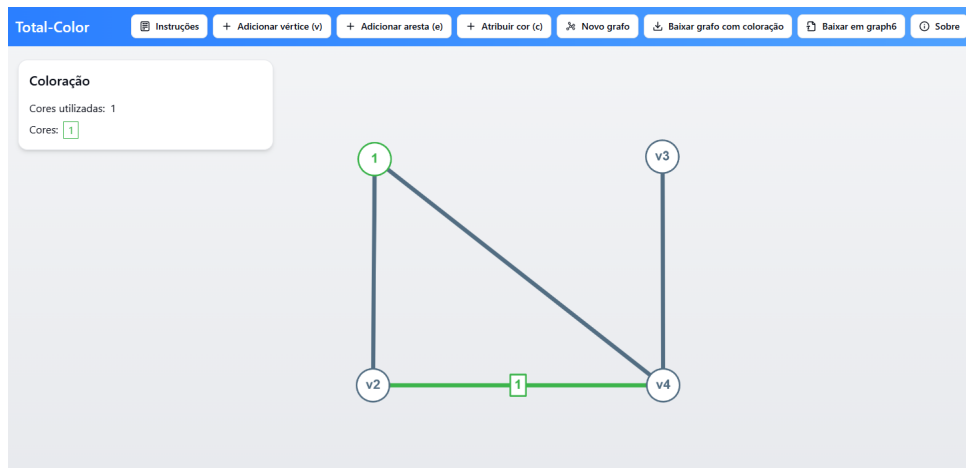 Total-Color Instruções + Adicionar vértice (v) + Adicionar aresta (e) + Atribuir cor (c) Novo grafo Baixar grafo com coloração Baixar em graph6 Sobre
Coloração
Cores utilizadas: 1
Cores: 1
1 v3
v2 1 v4